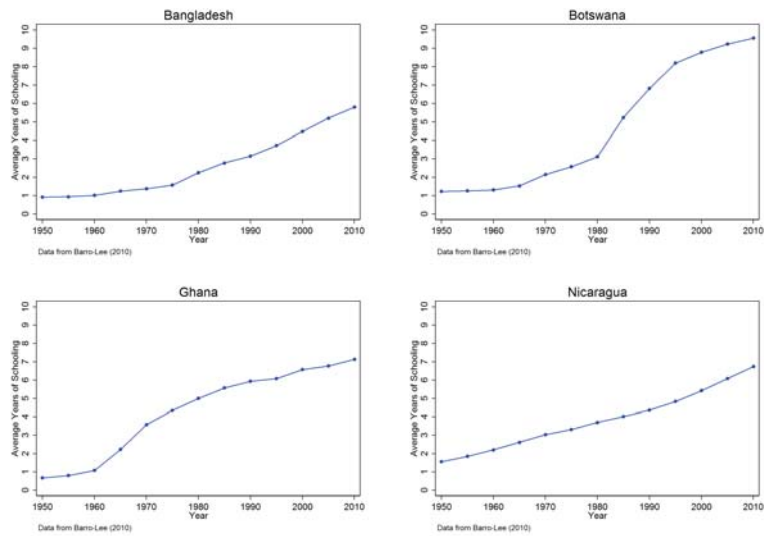 Bangladesh
Average Years of Schooling
0 1 2 3 4 5 6 7 8 9 10
1950 1960 1970 1980 1990 2000 2010
Year
Data from Barro-Lee (2010)
Botswana
Average Years of Schooling
0 1 2 3 4 5 6 7 8 9 10
1950 1960 1970 1980 1990 2000 2010
Year
Data from Barro-Lee (2010)
Ghana
Average Years of Schooling
0 1 2 3 4 5 6 7 8 9 10
1950 1960 1970 1980 1990 2000 2010
Year
Data from Barro-Lee (2010)
Nicaragua
Average Years of Schooling
0 1 2 3 4 5 6 7 8 9 10
1950 1960 1970 1980 1990 2000 2010
Year
Data from Barro-Lee (2010)